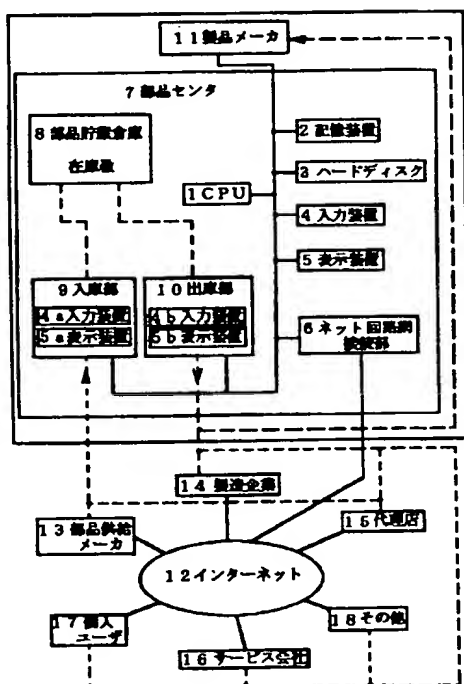 11製品メーカ
7部品センタ
8部品貯蔵倉庫
在庫数
2記憶装置
3ハードディスク
1CPU
4入力装置
5表示装置
9入庫部
4a入力装置
5a表示装置
10出庫部
4b入力装置
5b表示装置
6ネット回路網
接続部
14製造企業
13部品供給
メーカ
15代理店
12インターネット
17個人
ユーザ
18その他
16サービス会社